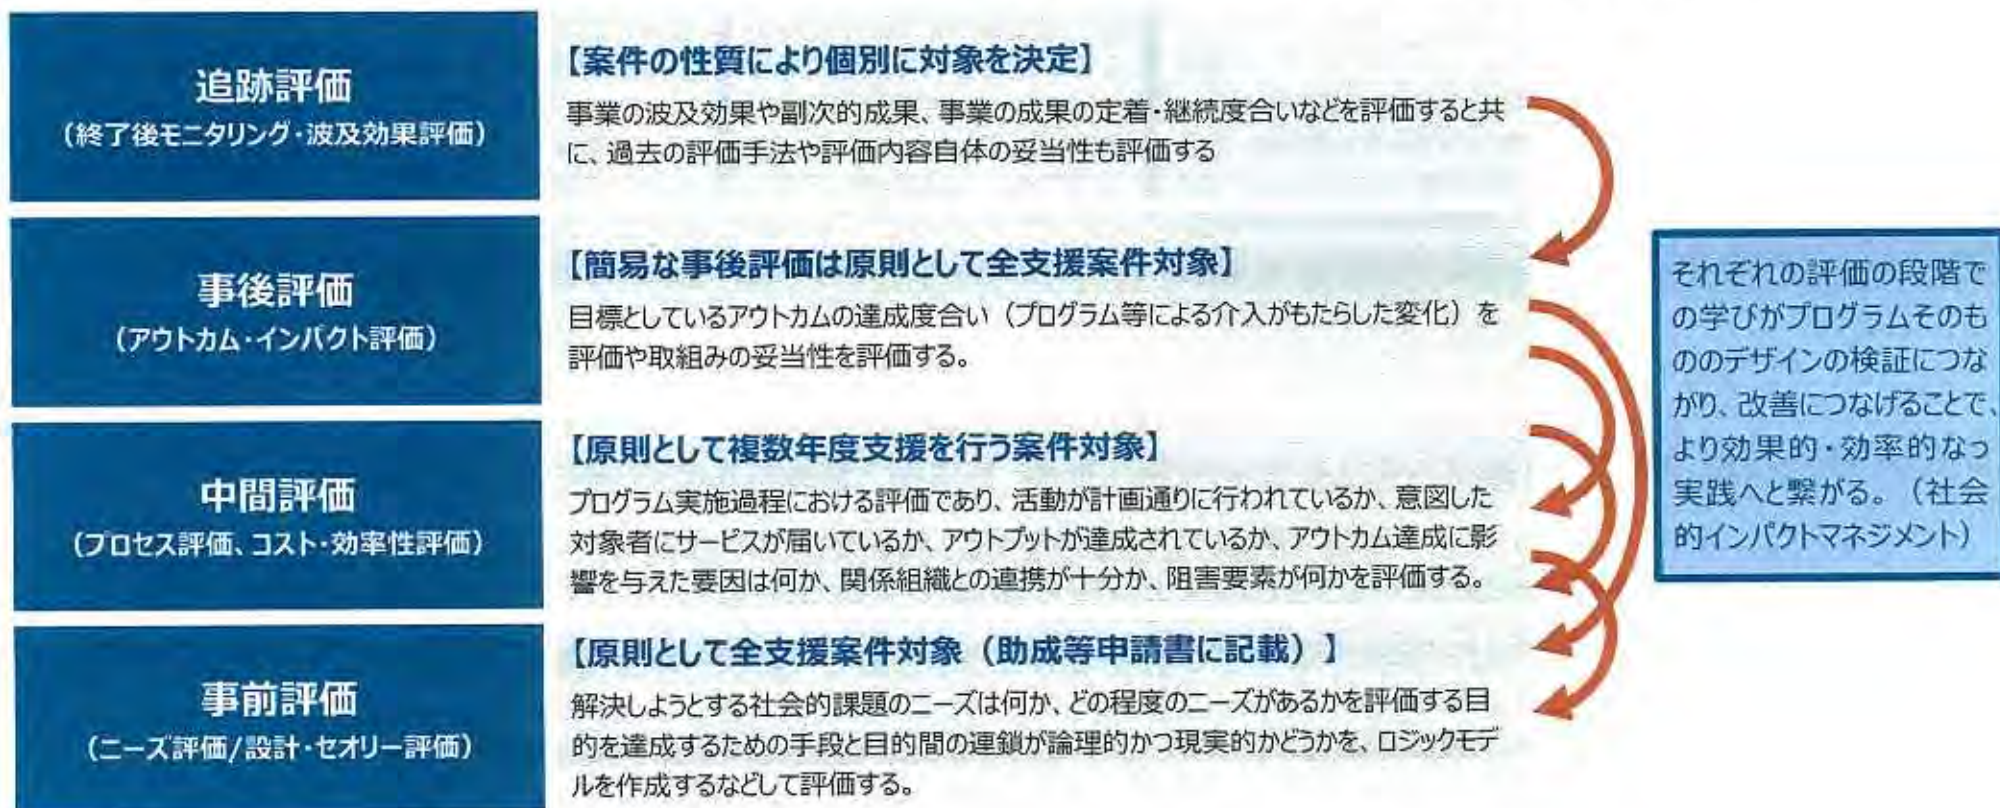 追跡評価
(終了後モニタリング・波及効果評価)
【案件の性質により個別に対象を決定】
事業の波及効果や副次的成果、事業の成果の定着・継続度合いなどを評価すると共
に、過去の評価手法や評価内容自体の妥当性も評価する
事後評価
(アウトカム・インパクト評価)
【簡易な事後評価は原則として全支援案件対象】
目標としているアウトカムの達成度合い(プログラム等による介入がもたらした変化)を
評価や取組みの妥当性を評価する。
中間評価
(プロセス評価、コスト・効率性評価)
【原則として複数年度支援を行う案件対象】
プログラム実施過程における評価であり、活動が計画通りに行われているか、意図した
対象者にサービスが届いているか、アウトプットが達成されているか、アウトカム達成に影
響を与えた要因は何か、関係組織との連携が十分か、阻害要素が何かを評価する。
事前評価
(ニーズ評価/設計・セオリー評価)
【原則として全支援案件対象(助成等申請書に記載)】
解決しようとする社会的課題のニーズは何か、どの程度のニーズがあるかを評価する目
的を達成するための手段と目的間の連鎖が論理的かつ現実的かどうかを、ロジックモデ
ルを作成するなどして評価する。
それぞれの評価の段階で
の学びがプログラムそのも
ののデザインの検証につな
がり、改善につなげることで、
より効果的・効率的なっ
実践へと繋がる。(社会
的インパクトマネジメント)